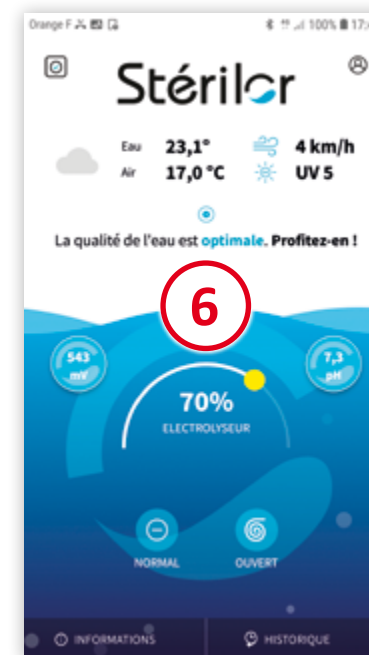 Orange F
100% 17:
Stérilor
Eau 23,1° 4 km/h
Air 17,0 °C UV 5
La qualité de l'eau est optimale. Profitez-en !
6
543 mV
7,3 pH
70%
ELECTROLYSEUR
NORMAL OUVERT
INFORMATIONS HISTORIQUE